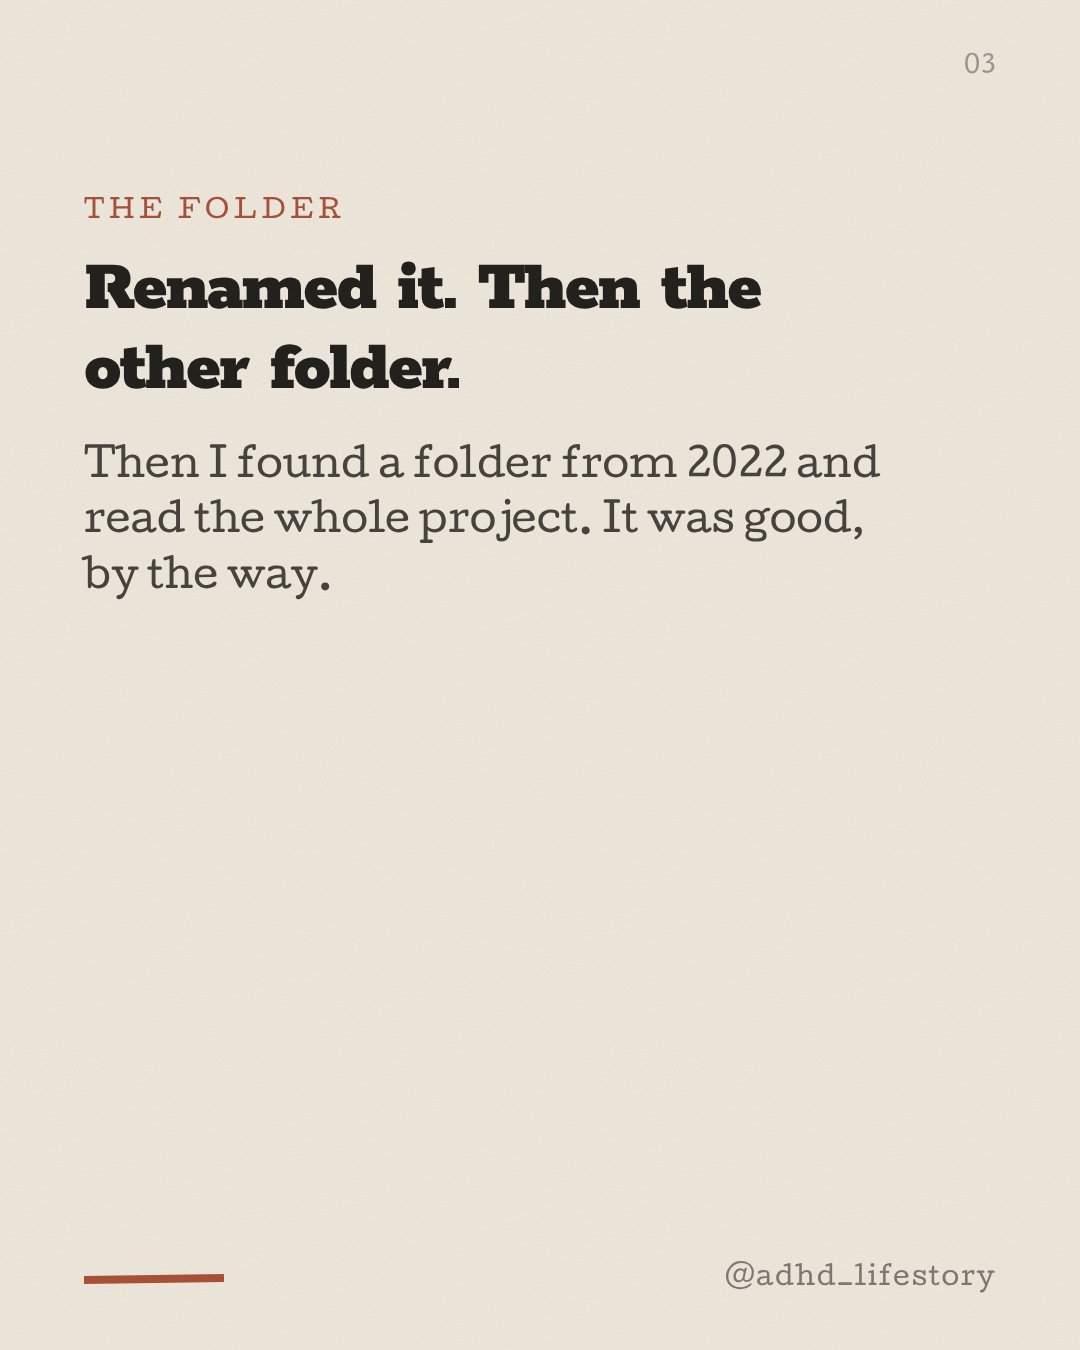 03
THE FOLDER
Renamed it. Then the
other folder.
Then I found a folder from 2022 and
read the whole project. It was good,
by the way.
@adhd_lifestory